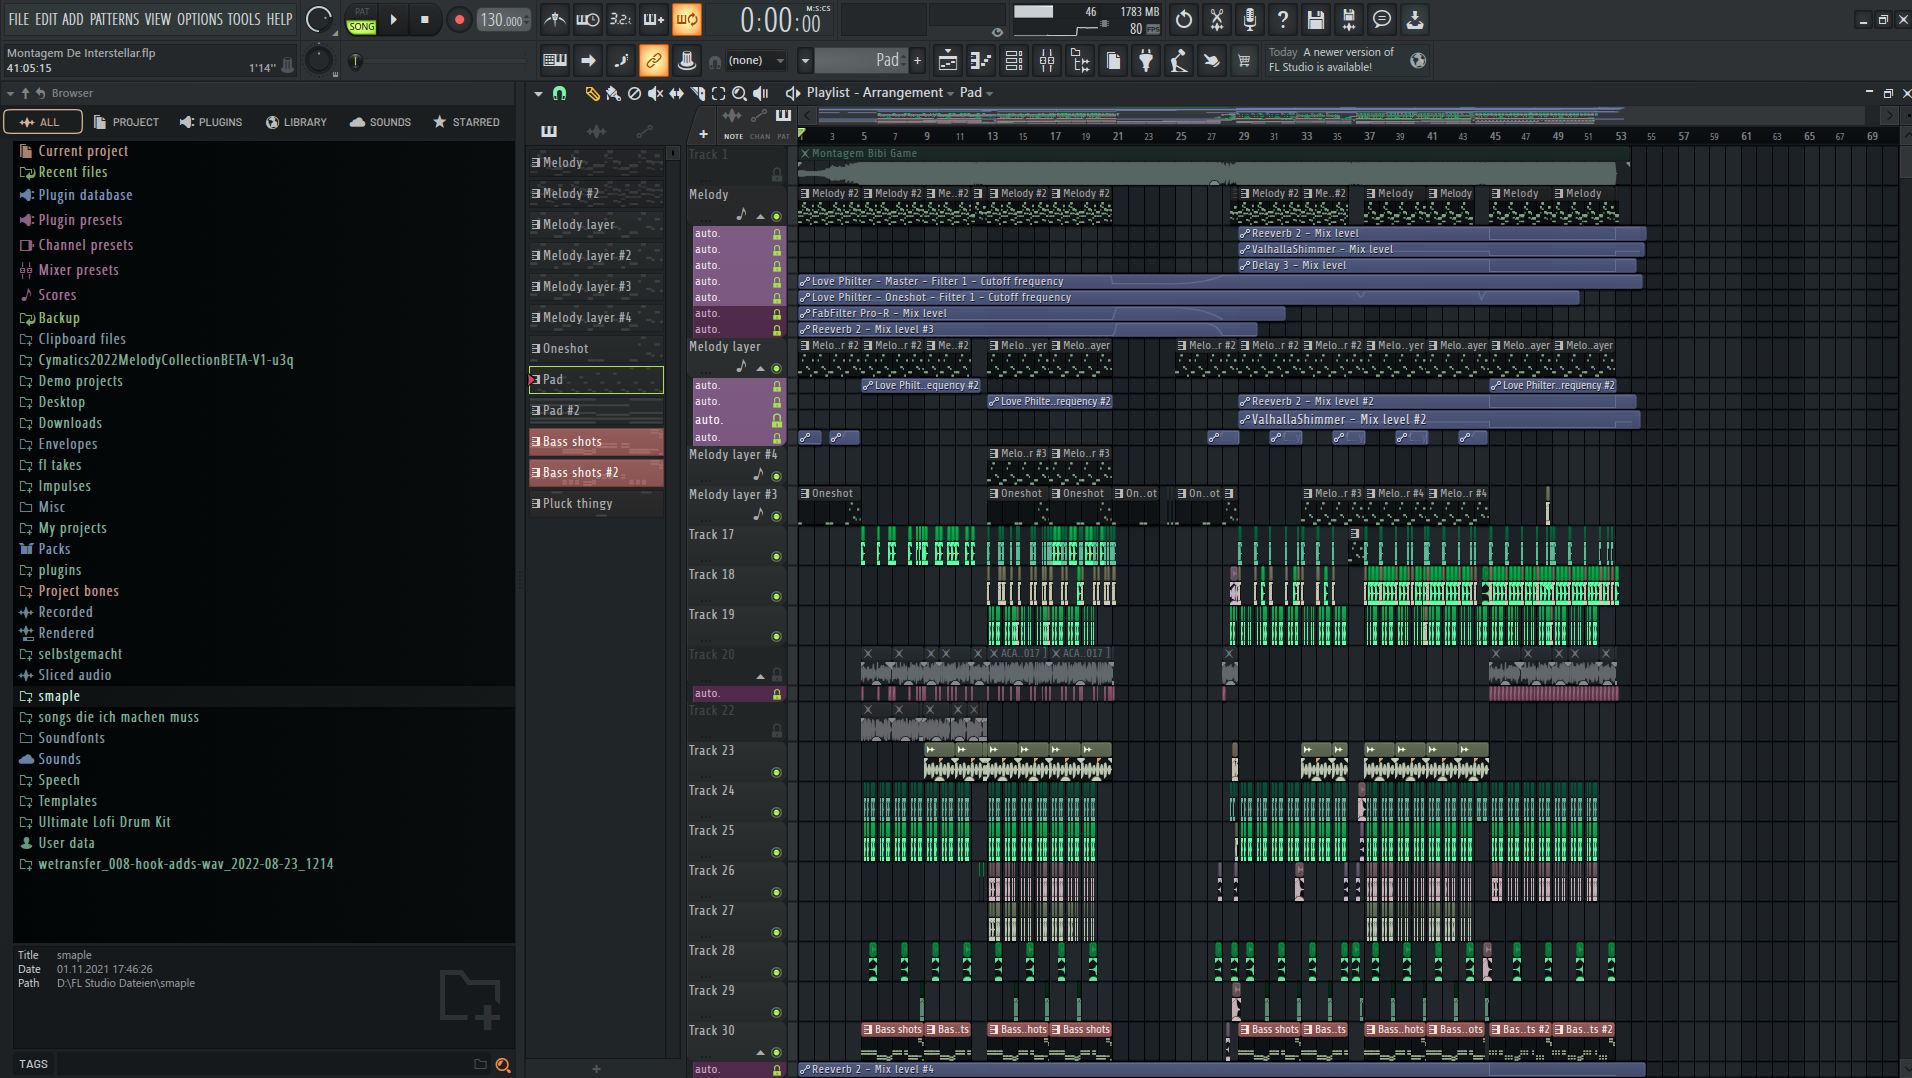 FILE EDIT ADD PATTERNS VIEW OPTIONS TOOLS HELP
PAT
SONG
130.000
3.2.
0:00:00
M:S:CS
46
1783 MB
80
Montagem De Interstellar.flp
41:05:15
1'14"
(none)
Pad
Today A newer version of
FL Studio is available!
Browser
Playlist - Arrangement
Pad
ALL
PROJECT
PLUGINS
LIBRARY
SOUNDS
STARRED
Current project
Recent files
Plugin database
Plugin presets
Channel presets
Mixer presets
Scores
Backup
Clipboard files
Cymatics2022MelodyCollectionBETA-V1-u3q
Demo projects
Desktop
Downloads
Envelopes
fl takes
Impulses
Misc
My projects
Packs
plugins
Project bones
Recorded
Rendered
selbstgemacht
Sliced audio
smaple
songs die ich machen muss
Soundfonts
Sounds
Speech
Templates
Ultimate Lofi Drum Kit
User data
wetransfer_008-hook-adds-wav_2022-08-23_1214
Title smaple
Date 01.11.2021 17:46:26
Path D:\FL Studio Dateien\smaple
TAGS
Melody
Melody #2
Melody layer
Melody layer #2
Melody layer #3
Melody layer #4
Oneshot
Pad
Pad #2
Bass shots
Bass shots #2
Pluck thingy
NOTE CHAN PAT
3 5 7 9 11 13 15 17 19 21 23 25 27 29 31 33 35 37 39 41 43 45 47 49 51 53 55 57 59 61 63 65 67 69
Track 1
Montagem Bibi Game
Melody
Melody #2 Melody #2 Me..#2 Melody #2 Melody #2 Melody #2 Me..#2 Melody Melody Melody Melody
auto. Reeverb 2 - Mix level
auto. ValhallaShimmer - Mix level
auto. Delay 3 - Mix level
auto. Love Philter - Master - Filter 1 - Cutoff frequency
auto. Love Philter - Oneshot - Filter 1 - Cutoff frequency
auto. FabFilter Pro-R - Mix level
auto. Reeverb 2 - Mix level #3
Melody layer
Melo..r #2 Melo..r #2 Me..#2 Melo..yer Melo..ayer Melo..r #2 Melo..r #2 Melo..r #2 Melo..yer Melo..ayer Melo..ayer Melo..ayer
auto. Love Philt..equency #2 Love Philter..requency #2
auto. Love Philte..requency #2 Reeverb 2 - Mix level #2
auto. ValhallaShimmer - Mix level #2
auto.
Melody layer #4
Melo..r #3 Melo..r #3
Melody layer #3
Oneshot Oneshot Oneshot On..ot On..ot Melo..r #3 Melo..r #4 Melo..r #4
Track 17
Track 18
Track 19
Track 20
ACA..017 ] ACA..017 ]
auto.
Track 22
Track 23
Track 24
Track 25
Track 26
Track 27
Track 28
Track 29
Track 30
Bass shots Bas..ts Bass..hots Bass shots Bass shots Bas..ts Bass..hots Bass..ots Bas..ts #2 Bas..ts #2
auto. Reeverb 2 - Mix level #4